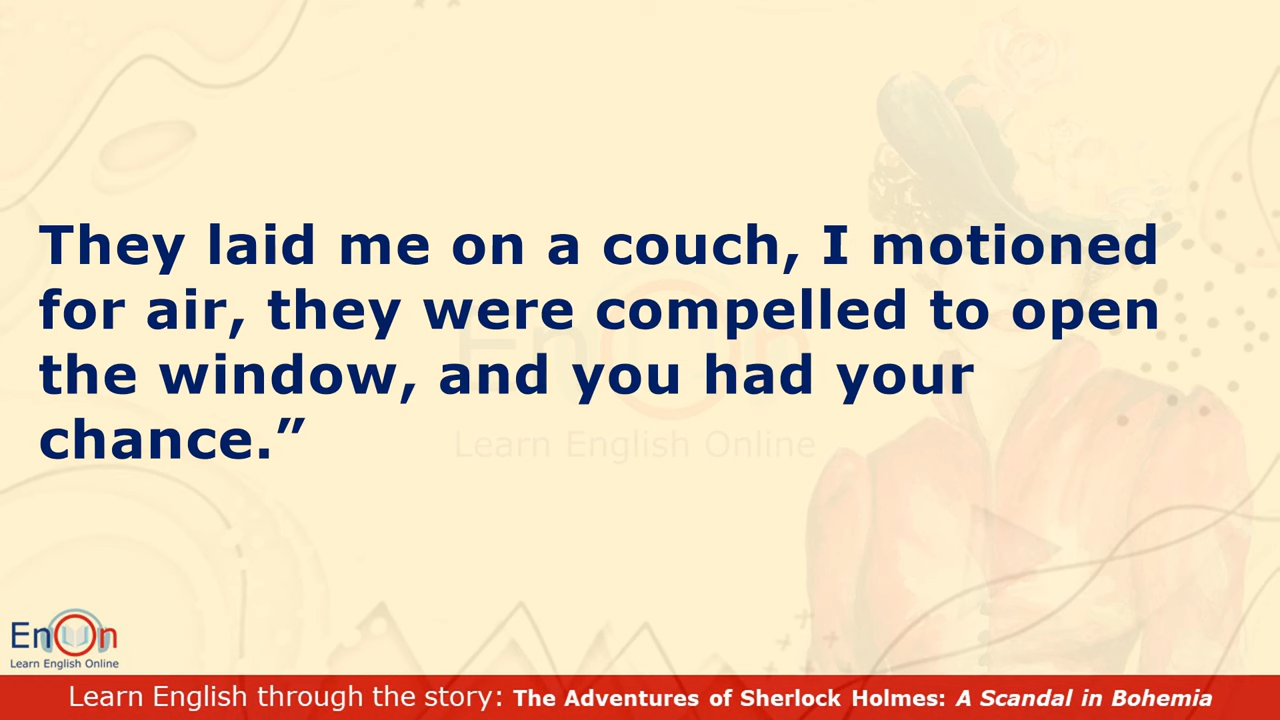 They laid me on a couch, I motioned
for air, they were compelled to open
the window, and you had your
chance.”
EnOn
Learn English Online
EnOn
Learn English Online
Learn English through the story: The Adventures of Sherlock Holmes: A Scandal in Bohemia